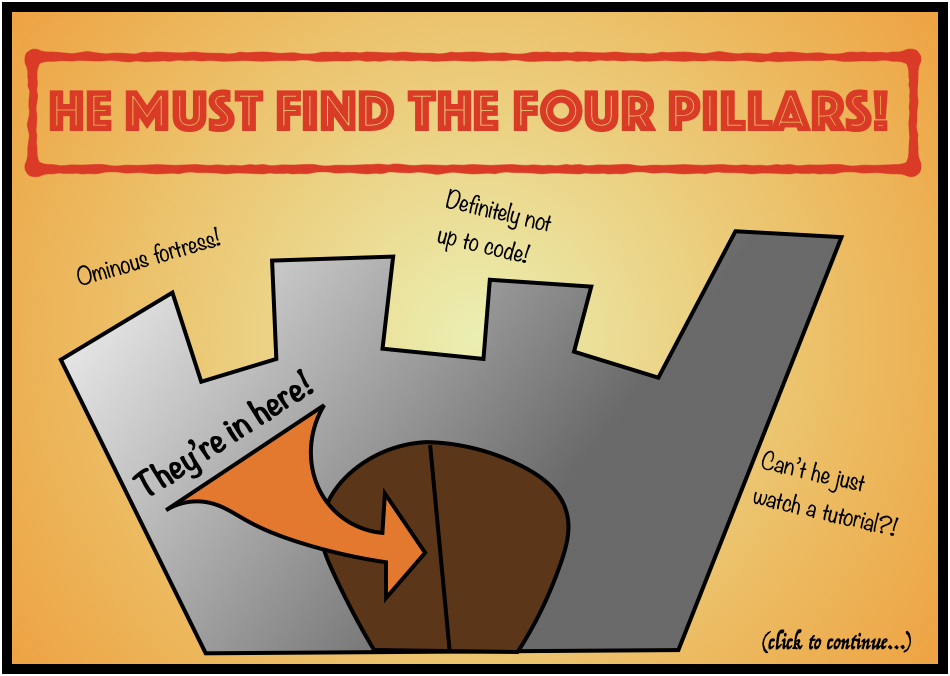 HE MUST FIND THE FOUR PILLARS!
Ominous fortress!
Definitely not
up to code!
They're in here!
Can't he just
watch a tutorial?!
(click to continue...)